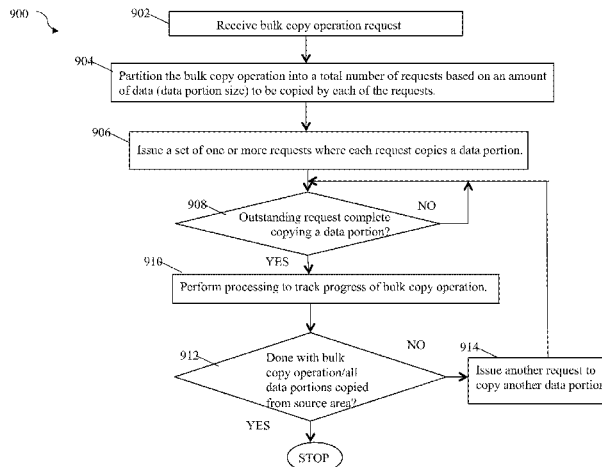 900
902
Receive bulk copy operation request
904
Partition the bulk copy operation into a total number of requests based on an amount
of data (data portion size) to be copied by each of the requests.
906
Issue a set of one or more requests where each request copies a data portion.
908
NO
Outstanding request complete
copying a data portion?
YES
910
Perform processing to track progress of bulk copy operation.
NO
912
Done with bulk
copy operation/all
data portions copied
from source area?
914
Issue another request to
copy another data portion
YES
STOP